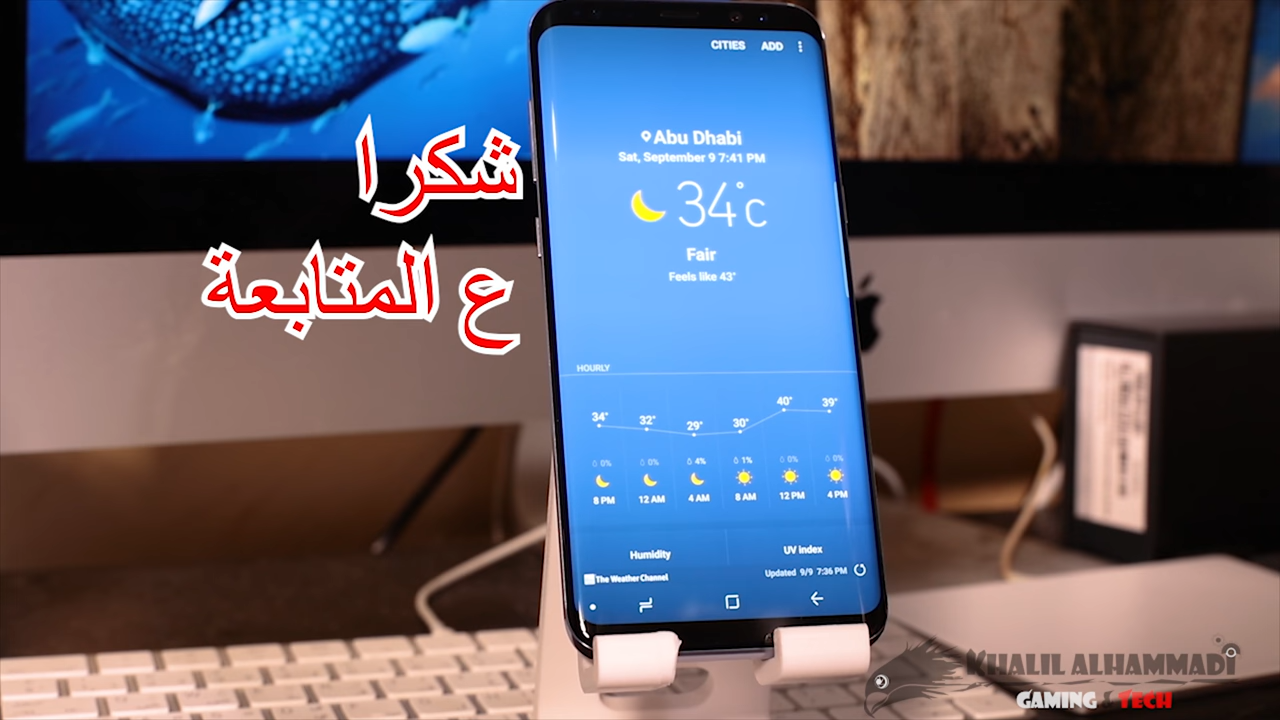 CITIES ADD
Abu Dhabi
Sat, September 9 7:41 PM
34°c
Fair
Feels like 43°
شكرا
ع المتابعة
HOURLY
34° 32° 29° 30° 40° 39°
0% 0% 4% 1% 0% 0%
8 PM 12 AM 4 AM 8 AM 12 PM 4 PM
Humidity UV index
The Weather Channel Updated 9/9 7:36 PM
KHALIL ALHAMMADI
GAMING & TECH